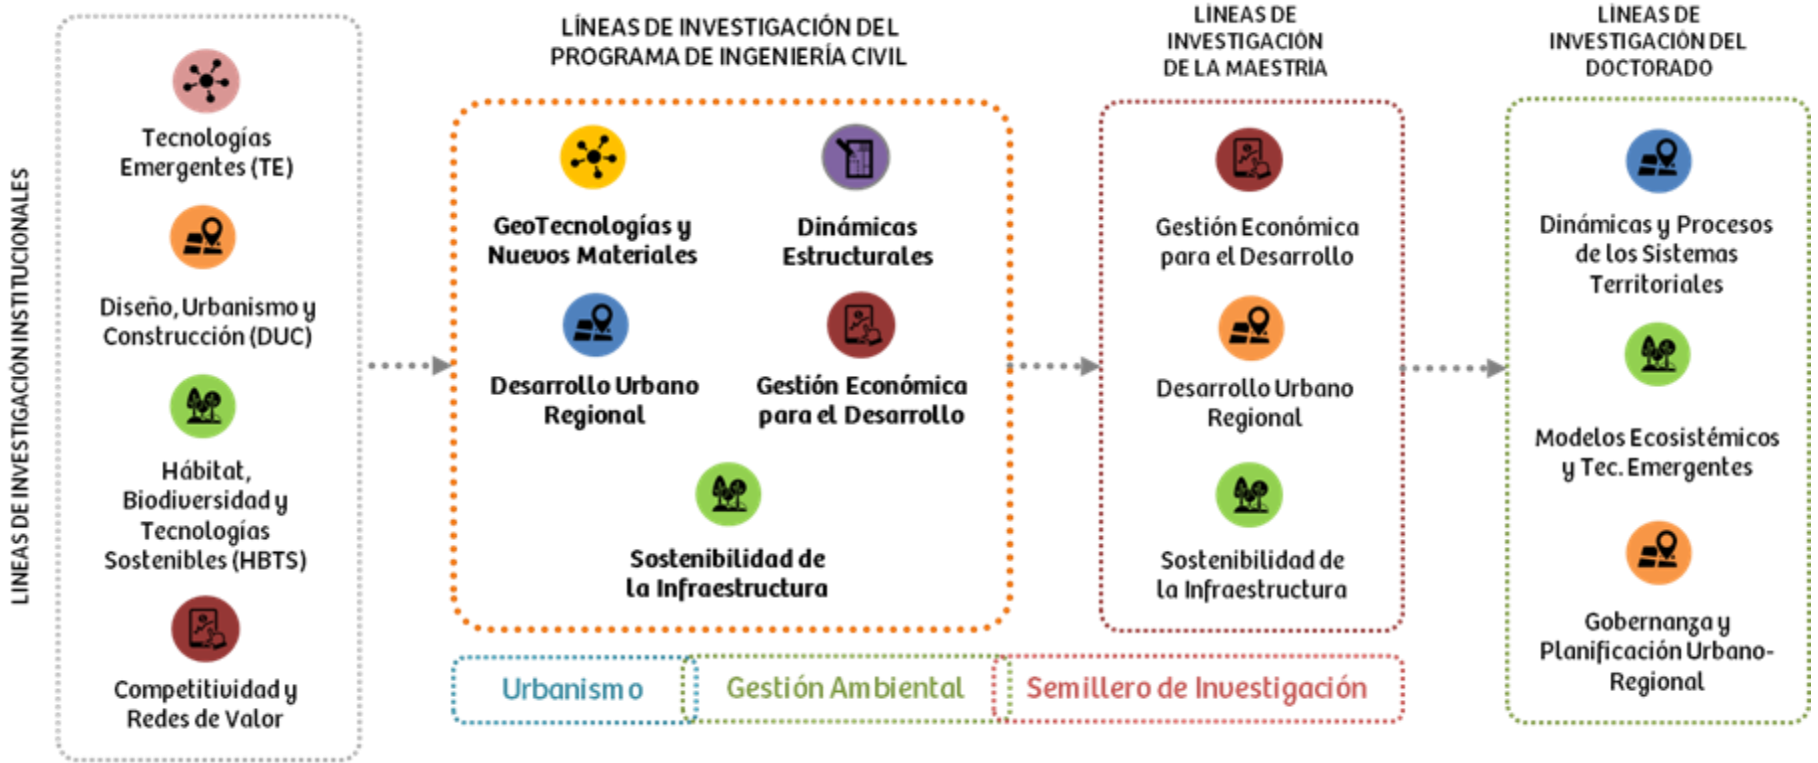 LINEAS DE INVESTIGACIÓN INSTITUCIONALES
Tecnologías
Emergentes (TE)
Diseño, Urbanismo y
Construcción (DUC)
Hábitat,
Biodiversidad y
Tecnologías
Sostenibles (HBTS)
Competitividad y
Redes de Valor
LÍNEAS DE INVESTIGACIÓN DEL
PROGRAMA DE INGENIERÍA CIVIL
GeoTecnologías y
Nuevos Materiales
Dinámicas
Estructurales
Desarrollo Urbano
Regional
Gestión Económica
para el Desarrollo
Sostenibilidad de
la Infraestructura
Urbanismo
Gestión Ambiental
Semillero de Investigación
LÍNEAS DE
INVESTIGACIÓN
DE LA MAESTRÍA
Gestión Económica
para el Desarrollo
Desarrollo Urbano
Regional
Sostenibilidad de
la Infraestructura
LÍNEAS DE
INVESTIGACIÓN DEL
DOCTORADO
Dinámicas y Procesos
de los Sistemas
Territoriales
Modelos Ecosistémicos
y Tec. Emergentes
Gobernanza y
Planificación Urbano-
Regional